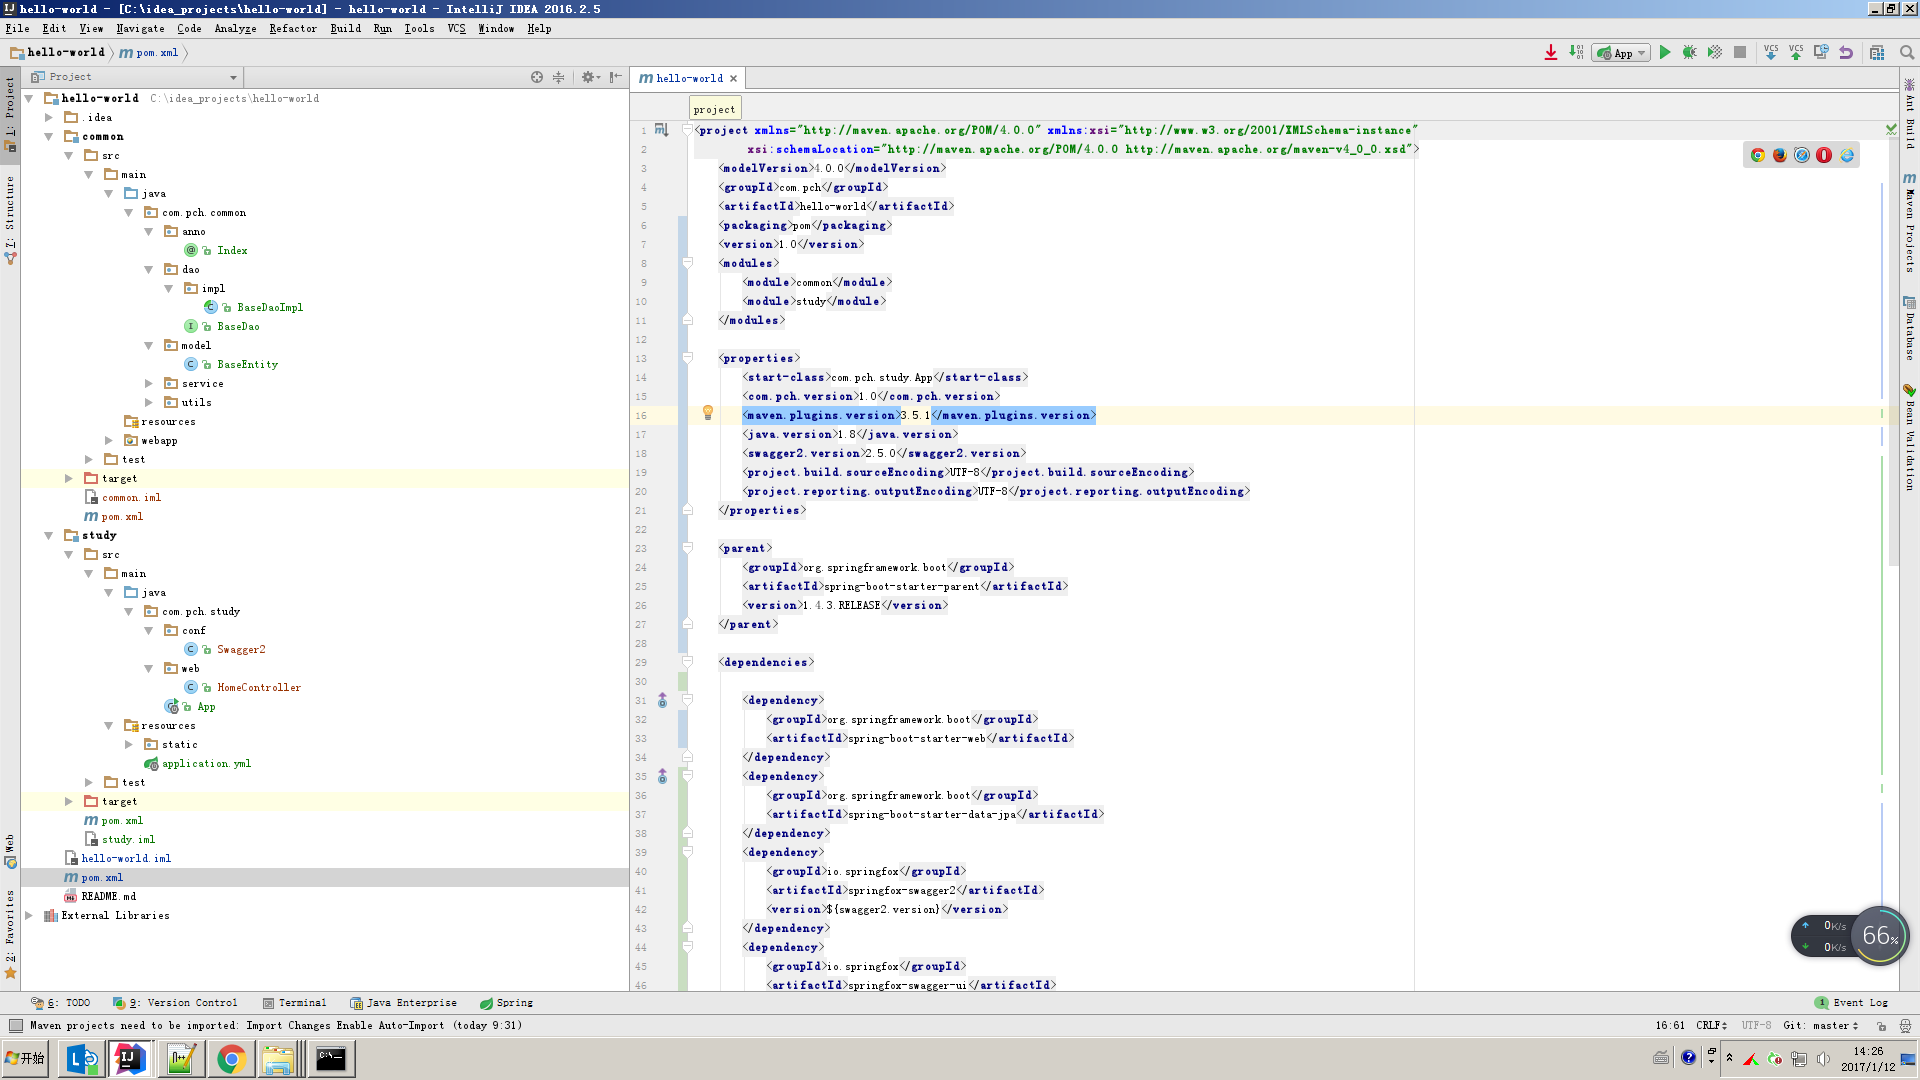 hello-world - [C:\idea_projects\hello-world] - hello-world - IntelliJ IDEA 2016.2.5
File Edit View Navigate Code Analyze Refactor Build Run Tools VCS Window Help
hello-world pom.xml
App
VCS VCS
Project
hello-world
1: Project
7: Structure
Web
2: Favorites
hello-world C:\idea_projects\hello-world
.idea
common
src
main
java
com.pch.common
anno
Index
dao
impl
BaseDaoImpl
BaseDao
model
BaseEntity
service
utils
resources
webapp
test
target
common.iml
pom.xml
study
src
main
java
com.pch.study
conf
Swagger2
web
HomeController
App
resources
static
application.yml
test
target
pom.xml
study.iml
hello-world.iml
pom.xml
README.md
External Libraries
project
1 <project xmlns="http://maven.apache.org/POM/4.0.0" xmlns:xsi="http://www.w3.org/2001/XMLSchema-instance"
2 xsi:schemaLocation="http://maven.apache.org/POM/4.0.0 http://maven.apache.org/maven-v4_0_0.xsd">
3 <modelVersion>4.0.0</modelVersion>
4 <groupId>com.pch</groupId>
5 <artifactId>hello-world</artifactId>
6 <packaging>pom</packaging>
7 <version>1.0</version>
8 <modules>
9 <module>common</module>
10 <module>study</module>
11 </modules>
12
13 <properties>
14 <start-class>com.pch.study.App</start-class>
15 <com.pch.version>1.0</com.pch.version>
16 <maven.plugins.version>3.5.1</maven.plugins.version>
17 <java.version>1.8</java.version>
18 <swagger2.version>2.5.0</swagger2.version>
19 <project.build.sourceEncoding>UTF-8</project.build.sourceEncoding>
20 <project.reporting.outputEncoding>UTF-8</project.reporting.outputEncoding>
21 </properties>
22
23 <parent>
24 <groupId>org.springframework.boot</groupId>
25 <artifactId>spring-boot-starter-parent</artifactId>
26 <version>1.4.3.RELEASE</version>
27 </parent>
28
29 <dependencies>
30
31 <dependency>
32 <groupId>org.springframework.boot</groupId>
33 <artifactId>spring-boot-starter-web</artifactId>
34 </dependency>
35 <dependency>
36 <groupId>org.springframework.boot</groupId>
37 <artifactId>spring-boot-starter-data-jpa</artifactId>
38 </dependency>
39 <dependency>
40 <groupId>io.springfox</groupId>
41 <artifactId>springfox-swagger2</artifactId>
42 <version>${swagger2.version}</version>
43 </dependency>
44 <dependency>
45 <groupId>io.springfox</groupId>
46 <artifactId>springfox-swagger-ui</artifactId>
Ant Build
Maven Projects
Database
Bean Validation
0K/s
0K/s
66%
6: TODO 9: Version Control Terminal Java Enterprise Spring
1 Event Log
Maven projects need to be imported: Import Changes Enable Auto-Import (today 9:31)
16:61 CRLF UTF-8 Git: master
开始
14:26
2017/1/12